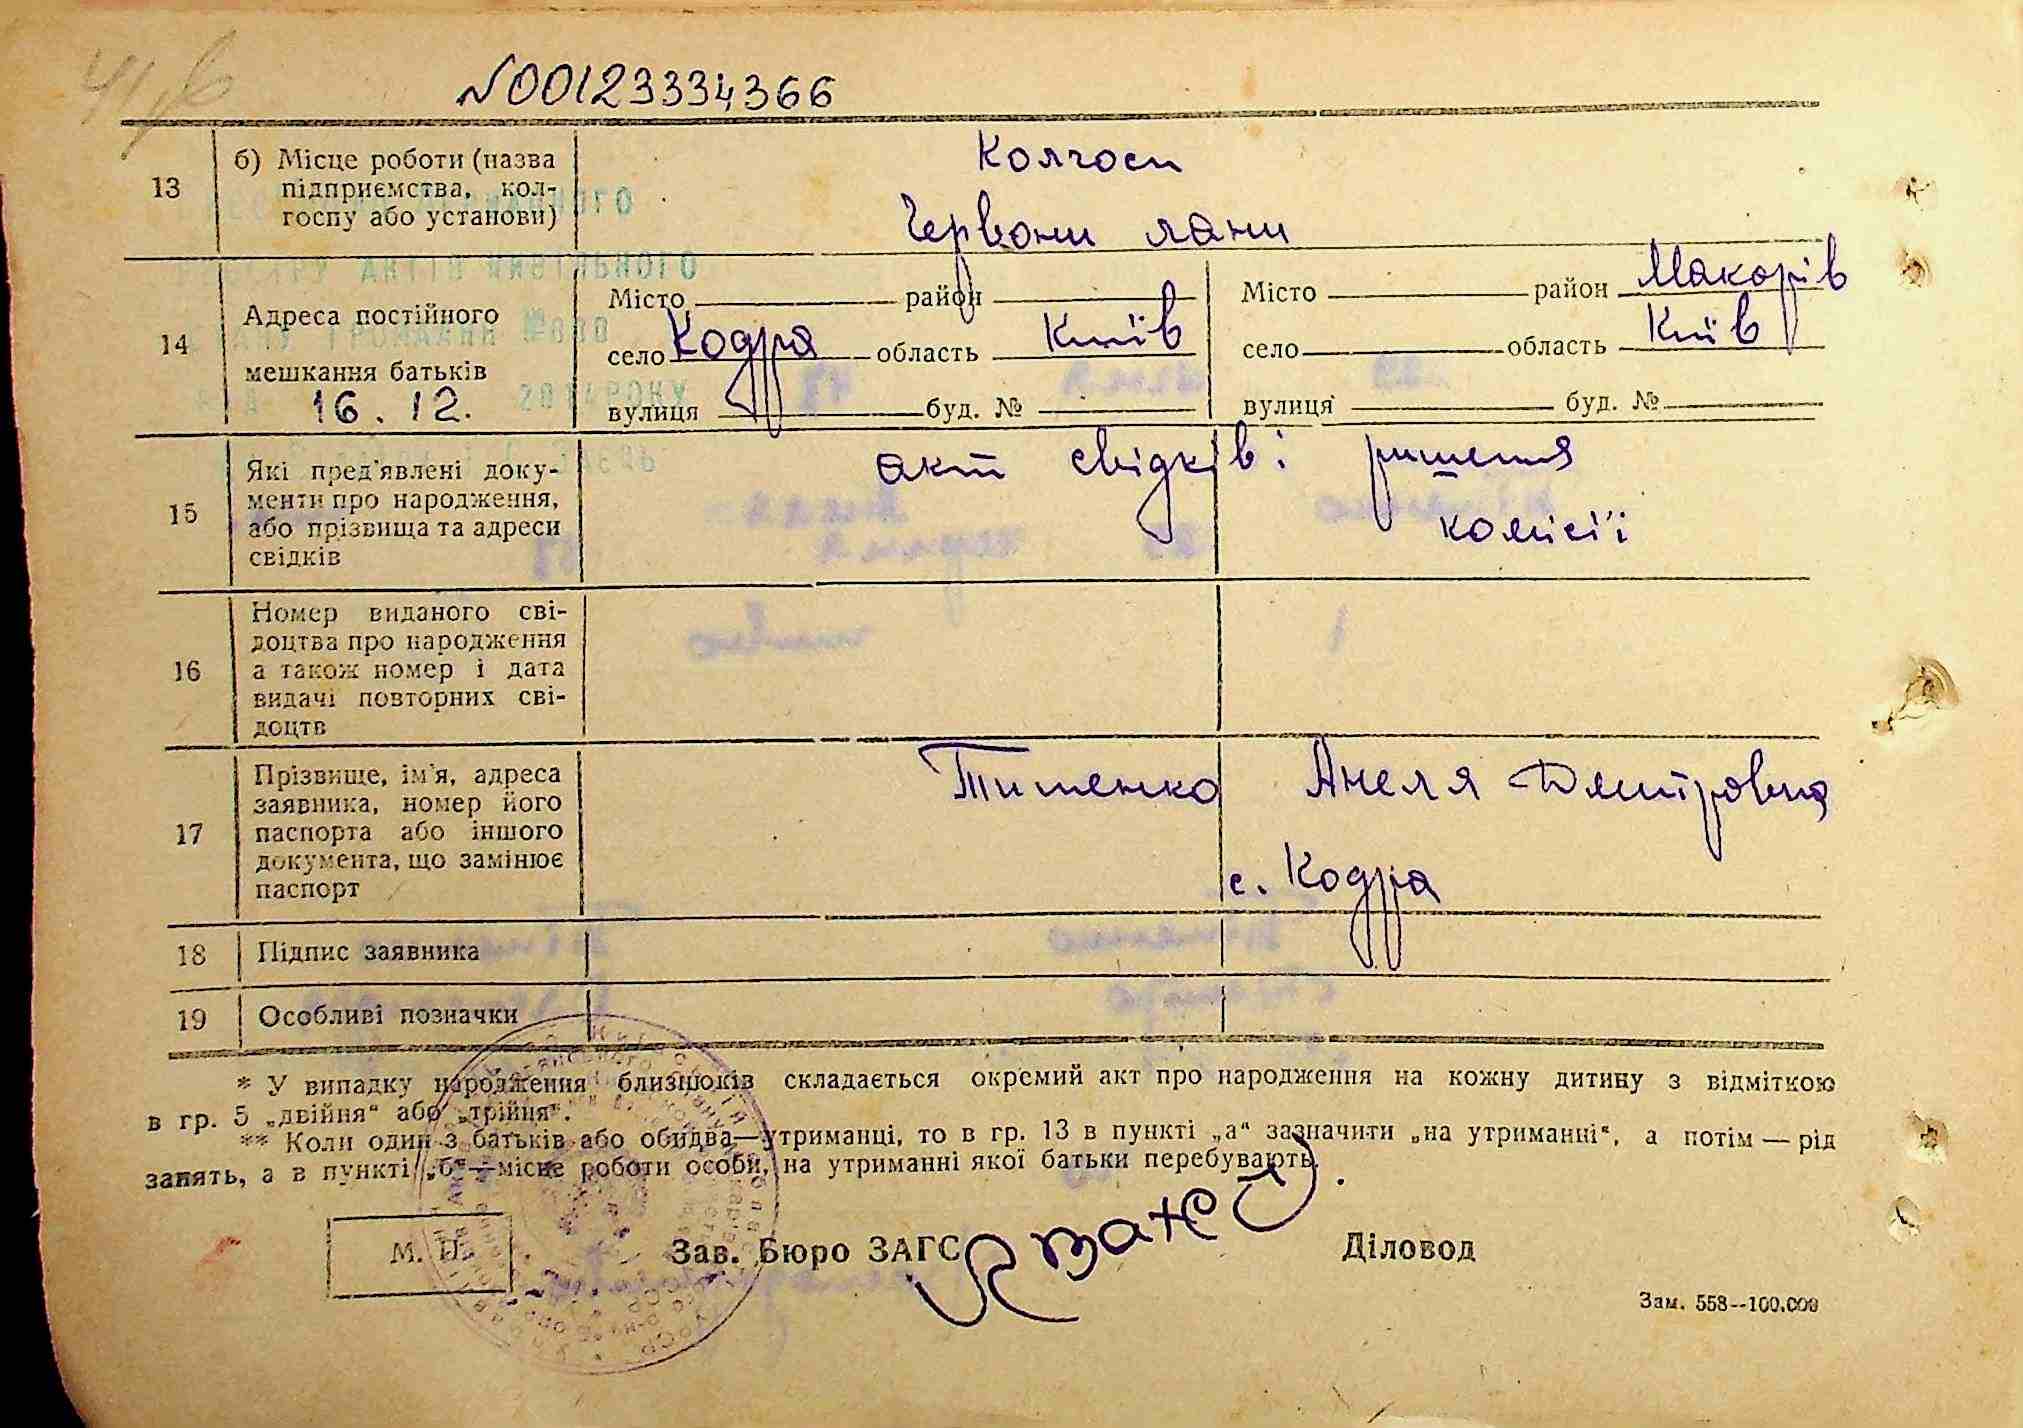 N00123334366
13
б) Місце роботи (назва
підприємства, кол-
госпу або установи)
Колгосп
Червони лани
14
Адреса постійного
мешкання батьків
16.12.
Місто район
село Кодра область Київ
вулиця буд. №
Місто район Макарів
село область Київ
вулиця буд. №
15
Які пред'явлені доку-
менти про народження,
або прізвища та адреси
свідків
акт свідків і ришення
комісії
16
Номер виданого сві-
доцтва про народження
а також номер і дата
видачі повторних сві-
доцтв
17
Прізвище, ім'я, адреса
заявника, номер його
паспорта або іншого
документа, що замінює
паспорт
Тишенко Анеля Дмитровна
с. Кодра
18 Підпис заявника
19 Особливі позначки
* У випадку народження близнюків складається окремий акт про народження на кожну дитину з відміткою
в гр. 5 „двійня“ або „трійня“.
** Коли один з батьків або обидва—утриманці, то в гр. 13 в пункті „а“ зазначити „на утриманні“, а потім — рід
занять, а в пункті „б“—місце роботи особи, на утриманні якої батьки перебувають.
М. П.
Зав. Бюро ЗАГС
Діловод
Зам. 558--100.000